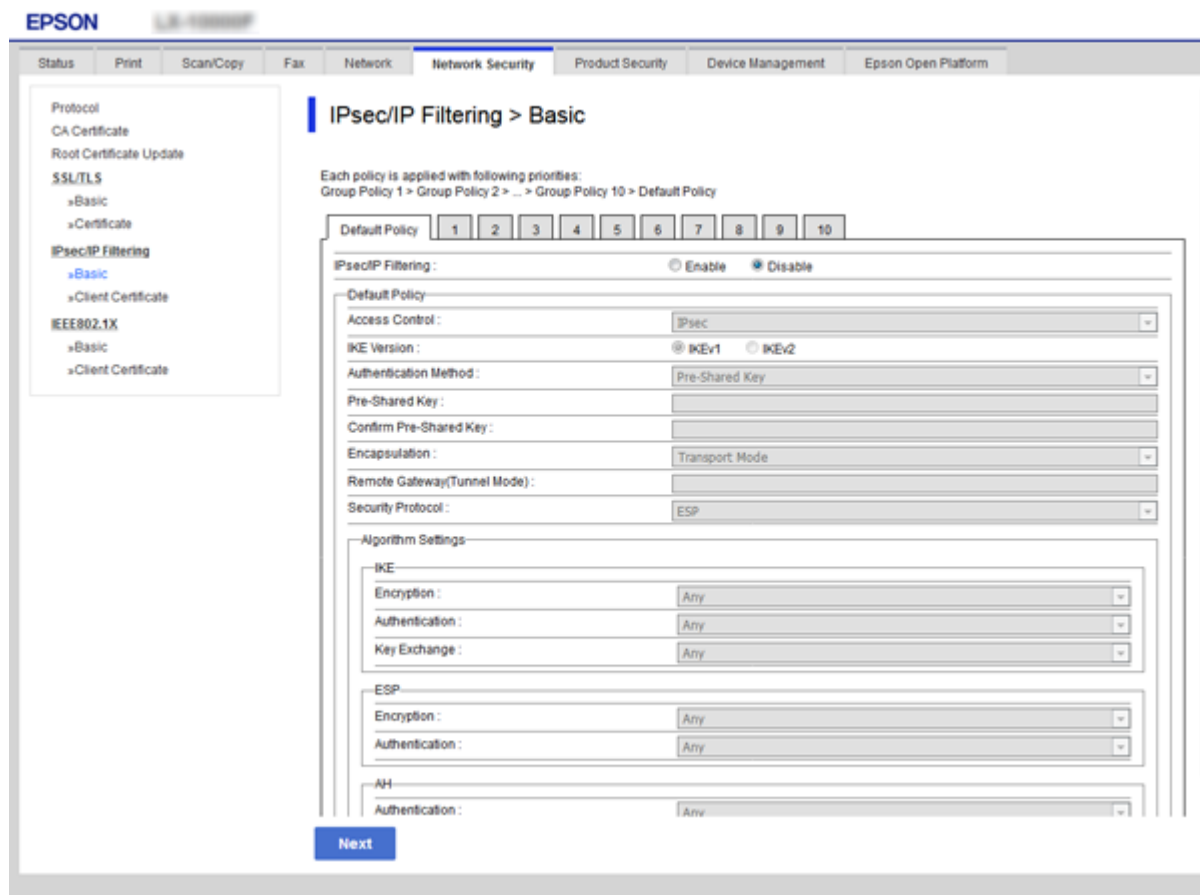 EPSON
Status Print Scan/Copy Fax Network Network Security Product Security Device Management Epson Open Platform
Protocol
CA Certificate
Root Certificate Update
SSL/TLS
»Basic
»Certificate
IPsec/IP Filtering
»Basic
»Client Certificate
IEEE802.1X
»Basic
»Client Certificate
IPsec/IP Filtering > Basic
Each policy is applied with following priorities:
Group Policy 1 > Group Policy 2 > ... > Group Policy 10 > Default Policy
Default Policy 1 2 3 4 5 6 7 8 9 10
IPsec/IP Filtering : Enable Disable
Default Policy
Access Control : IPsec
IKE Version : IKEv1 IKEv2
Authentication Method : Pre-Shared Key
Pre-Shared Key :
Confirm Pre-Shared Key :
Encapsulation : Transport Mode
Remote Gateway(Tunnel Mode) :
Security Protocol : ESP
Algorithm Settings
IKE
Encryption : Any
Authentication : Any
Key Exchange : Any
ESP
Encryption : Any
Authentication : Any
AH
Authentication : Any
Next